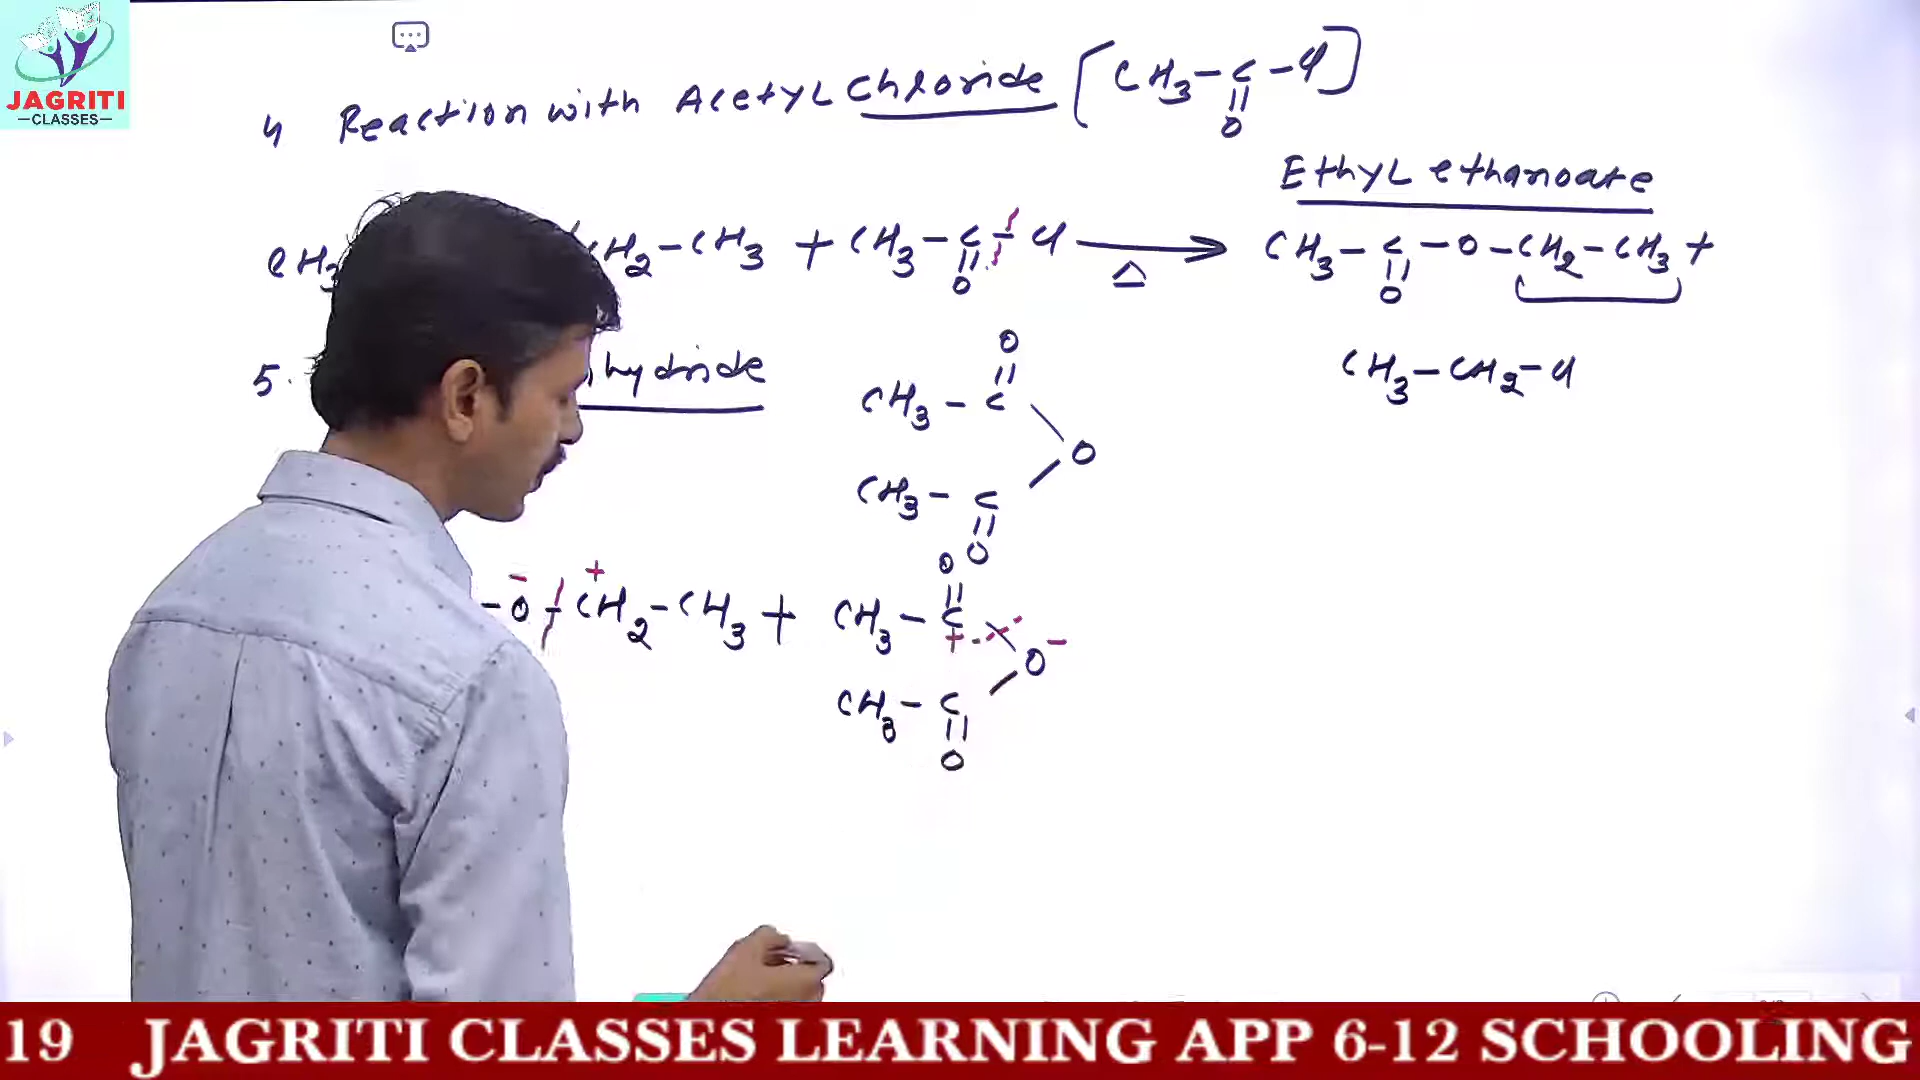 JAGRITI
—CLASSES—
4 Reaction with Acetyl chloride [CH3-C-Cl]
||
O
Ethyl ethanoate
CH3 CH2-CH3 + CH3-C-Cl ⟶ CH3-C-O-CH2-CH3 +
|| Δ ||
O O
5. hydride
CH3-CH2-Cl
O
||
CH3-C
O
CH3-C
||
O
O
- + ||
-O-CH2-CH3 + CH3-C
+ O-
CH3-C
||
O
19 JAGRITI CLASSES LEARNING APP 6-12 SCHOOLING